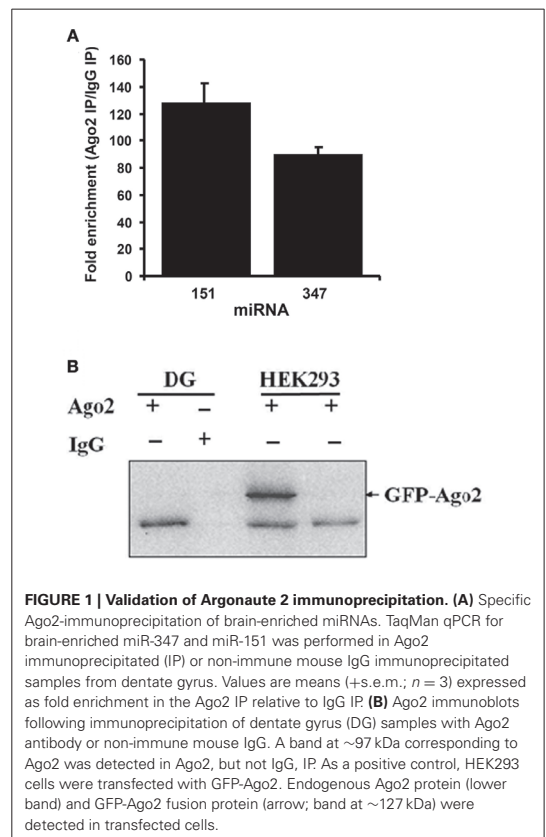 A
Fold enrichment (Ago2 IP/IgG IP)
160
140
120
100
80
60
40
20
0
151 347
miRNA
B
DG HEK293
Ago2 + – + +
IgG – + – –
GFP-Ago2
FIGURE 1 | Validation of Argonaute 2 immunoprecipitation. (A) Specific
Ago2-immunoprecipitation of brain-enriched miRNAs. TaqMan qPCR for
brain-enriched miR-347 and miR-151 was performed in Ago2
immunoprecipitated (IP) or non-immune mouse IgG immunoprecipitated
samples from dentate gyrus. Values are means (+s.e.m.; n = 3) expressed
as fold enrichment in the Ago2 IP relative to IgG IP. (B) Ago2 immunoblots
following immunoprecipitation of dentate gyrus (DG) samples with Ago2
antibody or non-immune mouse IgG. A band at ∼97 kDa corresponding to
Ago2 was detected in Ago2, but not IgG, IP. As a positive control, HEK293
cells were transfected with GFP-Ago2. Endogenous Ago2 protein (lower
band) and GFP-Ago2 fusion protein (arrow; band at ∼127 kDa) were
detected in transfected cells.